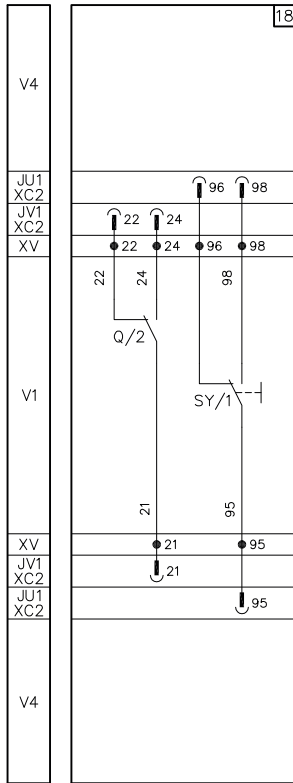 18
V4
JU1
XC2
96 98
JV1
XC2
22 24
XV
22 24 96 98
22 24 98
Q/2
V1
SY/1
21 95
XV
21 95
JV1
XC2
21
JU1
XC2
95
V4